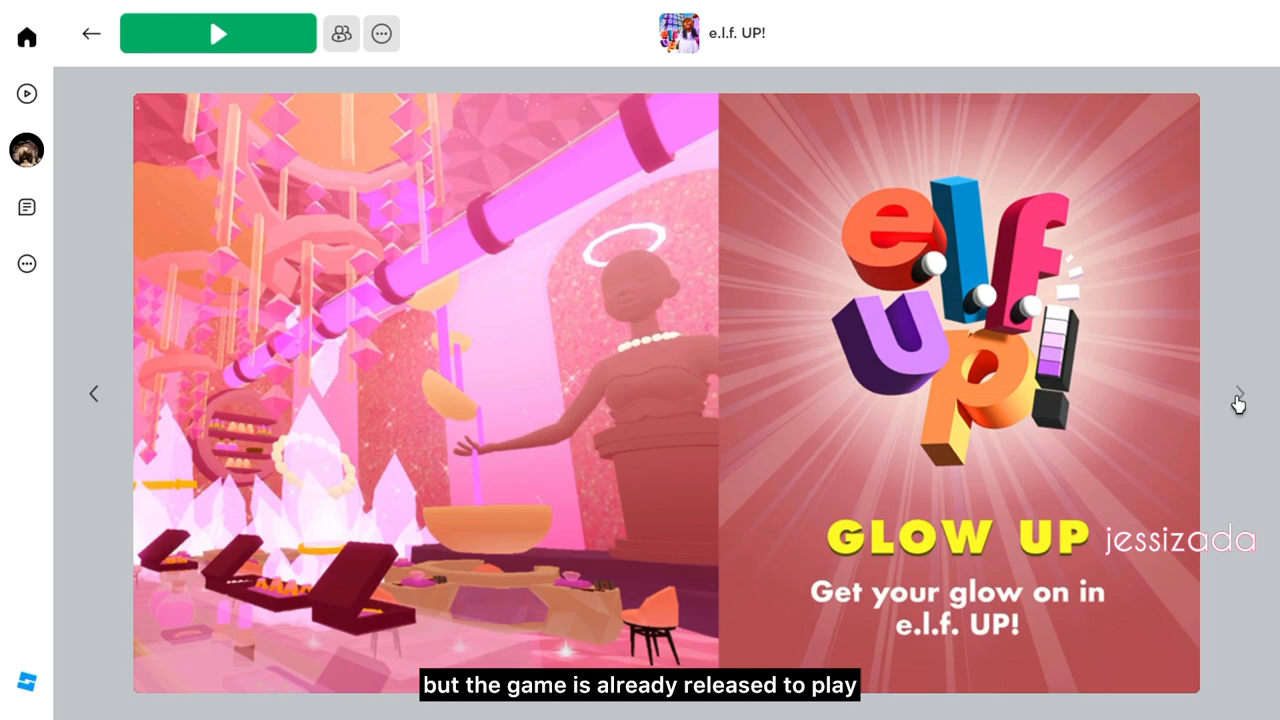 e.l.f. UP!
e.l.f.
up!
GLOW UP
jessizada
Get your glow on in
e.l.f. UP!
but the game is already released to play